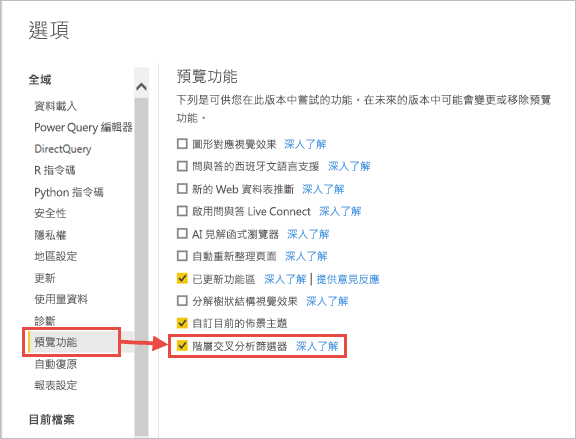 選項
全域
資料載入
Power Query 編輯器
DirectQuery
R 指令碼
Python 指令碼
安全性
隱私權
地區設定
更新
使用量資料
診斷
預覽功能
自動復原
報表設定
目前檔案
預覽功能
下列是可供您在此版本中嘗試的功能。在未來的版本中可能會變更或移除預覽
功能。
圖形對應視覺效果 深入了解
問與答的西班牙文語言支援 深入了解
新的 Web 資料表推斷 深入了解
啟用問與答 Live Connect 深入了解
AI 見解函式瀏覽器 深入了解
自動重新整理頁面 深入了解
已更新功能區 深入了解 | 提供意見反應
分解樹狀結構視覺效果 深入了解
自訂目前的佈景主題
階層交叉分析篩選器 深入了解